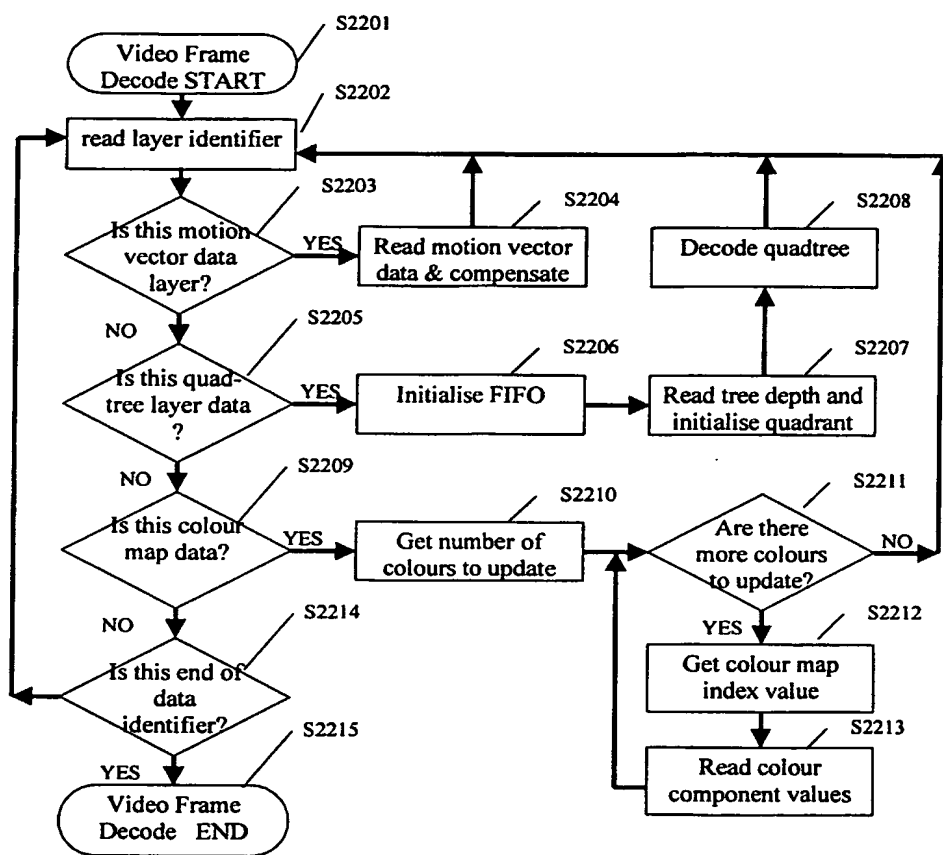 S2201
Video Frame
Decode START
S2202
read layer identifier
S2203
Is this motion
vector data
layer?
YES
S2204
Read motion vector
data & compensate
S2208
Decode quadtree
NO
S2205
Is this quad-
tree layer data
?
YES
S2206
Initialise FIFO
S2207
Read tree depth and
initialise quadrant
NO
S2209
Is this colour
map data?
YES
S2210
Get number of
colours to update
S2211
Are there
more colours
to update?
NO
YES
S2212
Get colour map
index value
S2213
Read colour
component values
NO
S2214
Is this end of
data
identifier?
YES
S2215
Video Frame
Decode END